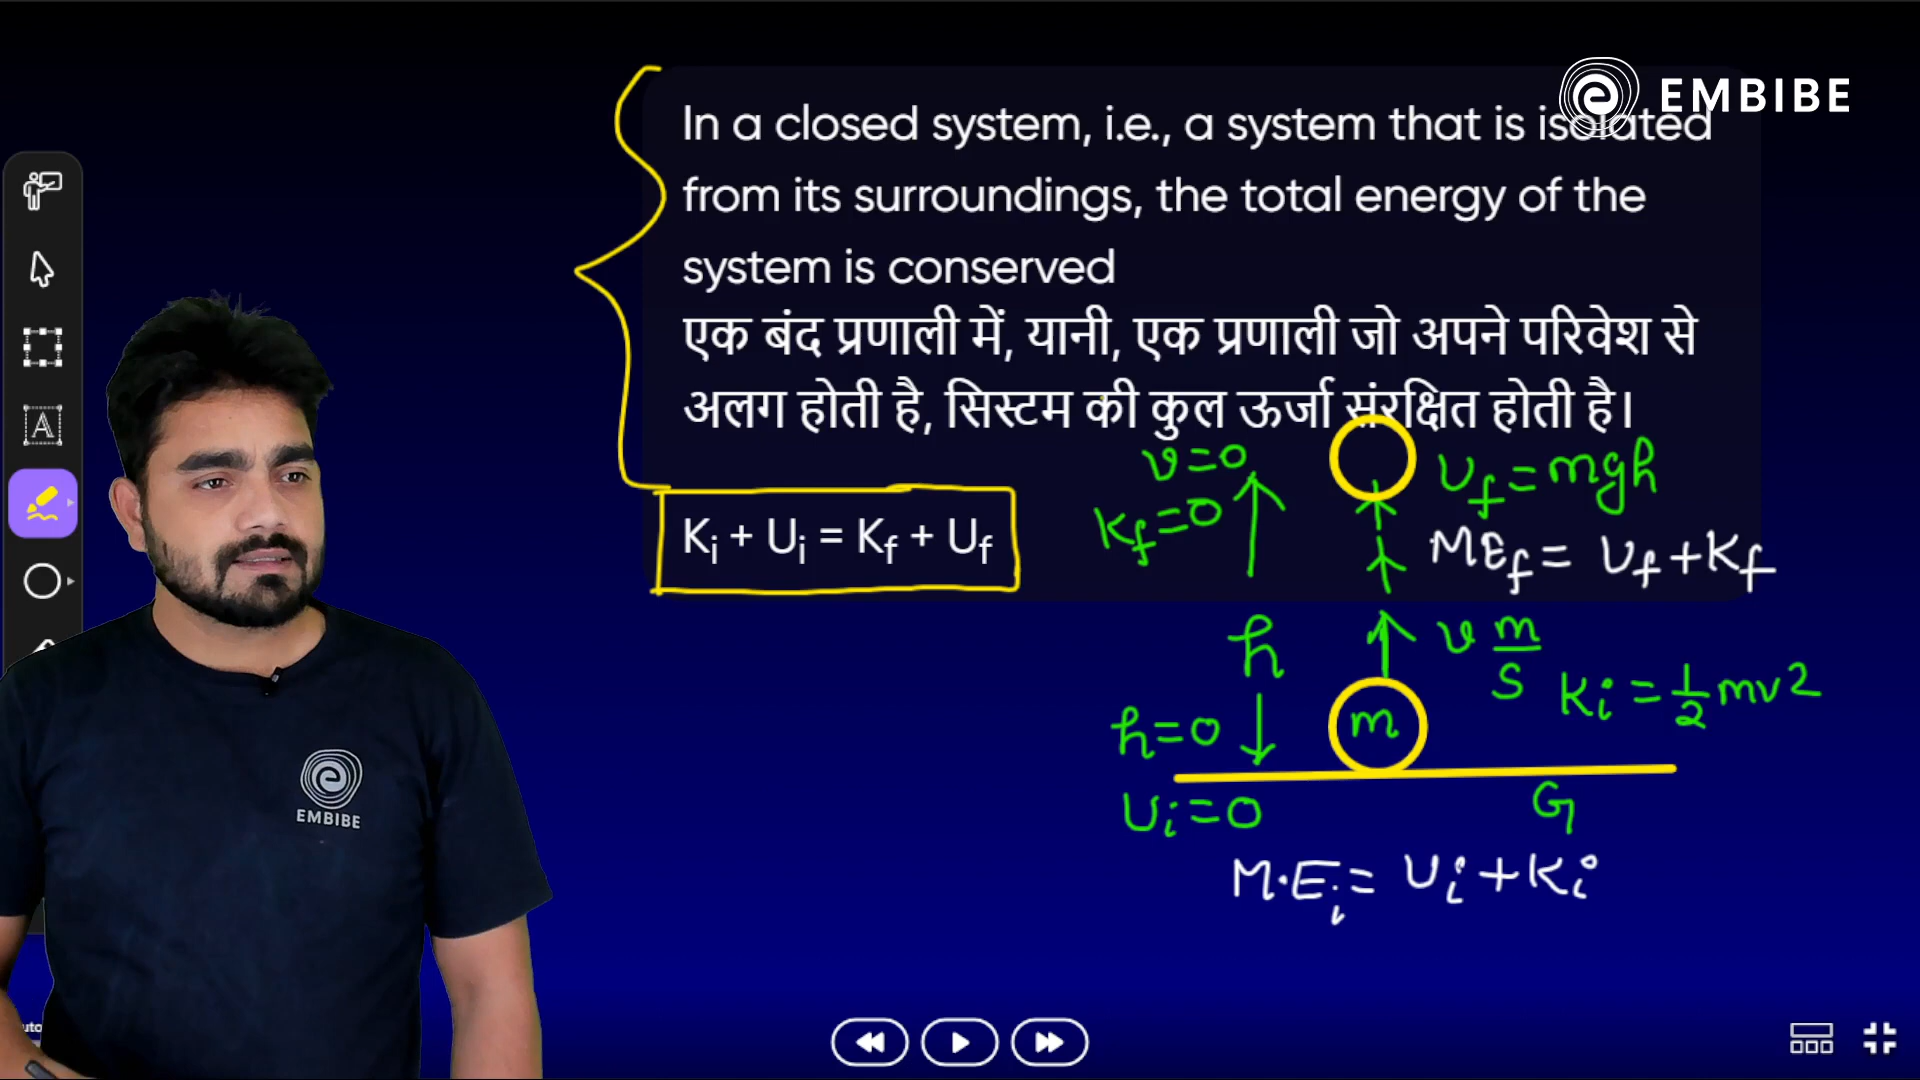 EMBIBE
In a closed system, i.e., a system that is isolated
from its surroundings, the total energy of the
system is conserved
एक बंद प्रणाली में, यानी, एक प्रणाली जो अपने परिवेश से
अलग होती है, सिस्टम की कुल ऊर्जा संरक्षित होती है।
v=0
Kf=0
Uf=mgh
Ki + Ui = Kf + Uf
MEf= Uf+Kf
h
v m/s
Ki=1/2mv2
h=0
m
Ui=0
G
M.Ei= Ui+Ki
EMBIBE
A